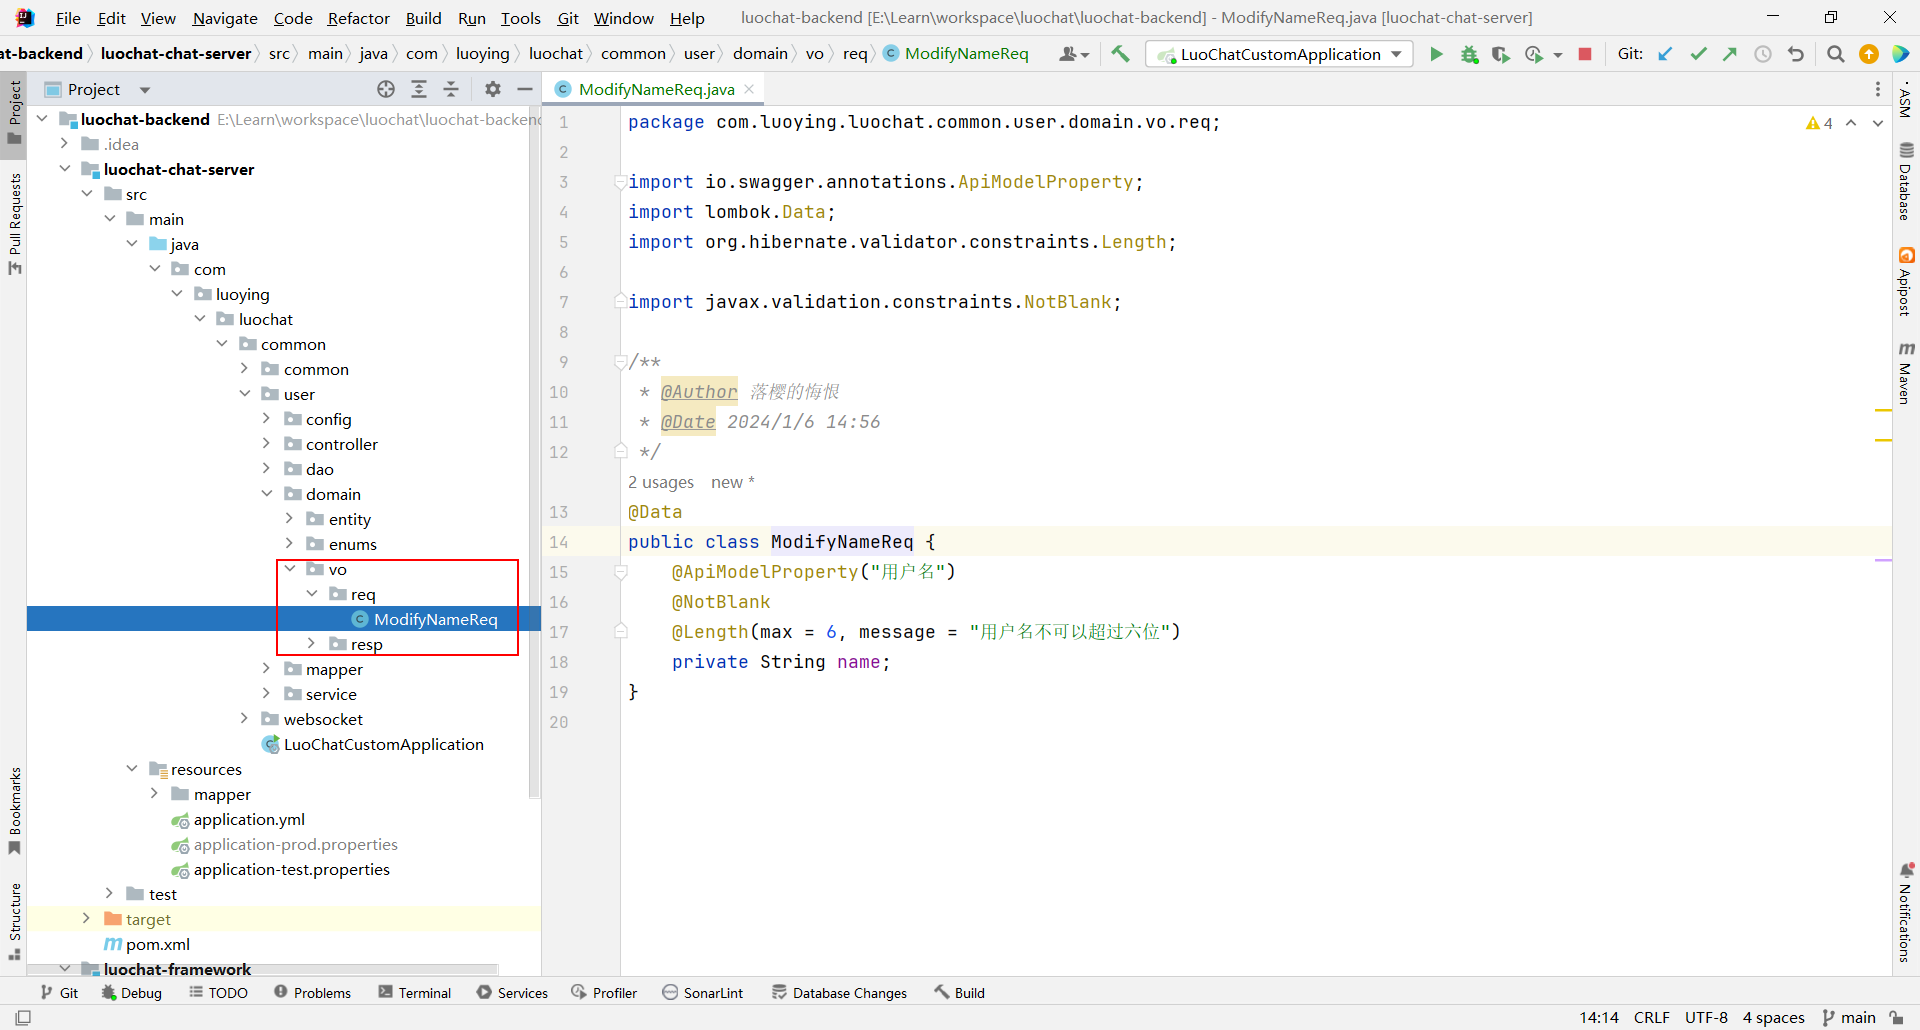 File Edit View Navigate Code Refactor Build Run Tools Git Window Help luochat-backend [E:\Learn\workspace\luochat\luochat-backend] - ModifyNameReq.java [luochat-chat-server]
at-backend luochat-chat-server src main java com luoying luochat common user domain vo req ModifyNameReq LuoChatCustomApplication Git:
Project
ModifyNameReq.java
luochat-backend E:\Learn\workspace\luochat\luochat-backend
.idea
luochat-chat-server
src
main
java
com
luoying
luochat
common
common
user
config
controller
dao
domain
entity
enums
vo
req
ModifyNameReq
resp
mapper
service
websocket
LuoChatCustomApplication
resources
mapper
application.yml
application-prod.properties
application-test.properties
test
target
pom.xml
luochat-framework
1 package com.luoying.luochat.common.user.domain.vo.req;
2
3 import io.swagger.annotations.ApiModelProperty;
4 import lombok.Data;
5 import org.hibernate.validator.constraints.Length;
6
7 import javax.validation.constraints.NotBlank;
8
9 /**
10 * @Author 落樱的悔恨
11 * @Date 2024/1/6 14:56
12 */
2 usages new *
13 @Data
14 public class ModifyNameReq {
15 @ApiModelProperty("用户名")
16 @NotBlank
17 @Length(max = 6, message = "用户名不可以超过六位")
18 private String name;
19 }
20
4
Project
Pull Requests
Bookmarks
Structure
ASM
Database
Apipost
Maven
Notifications
Git Debug TODO Problems Terminal Services Profiler SonarLint Database Changes Build
14:14 CRLF UTF-8 4 spaces main